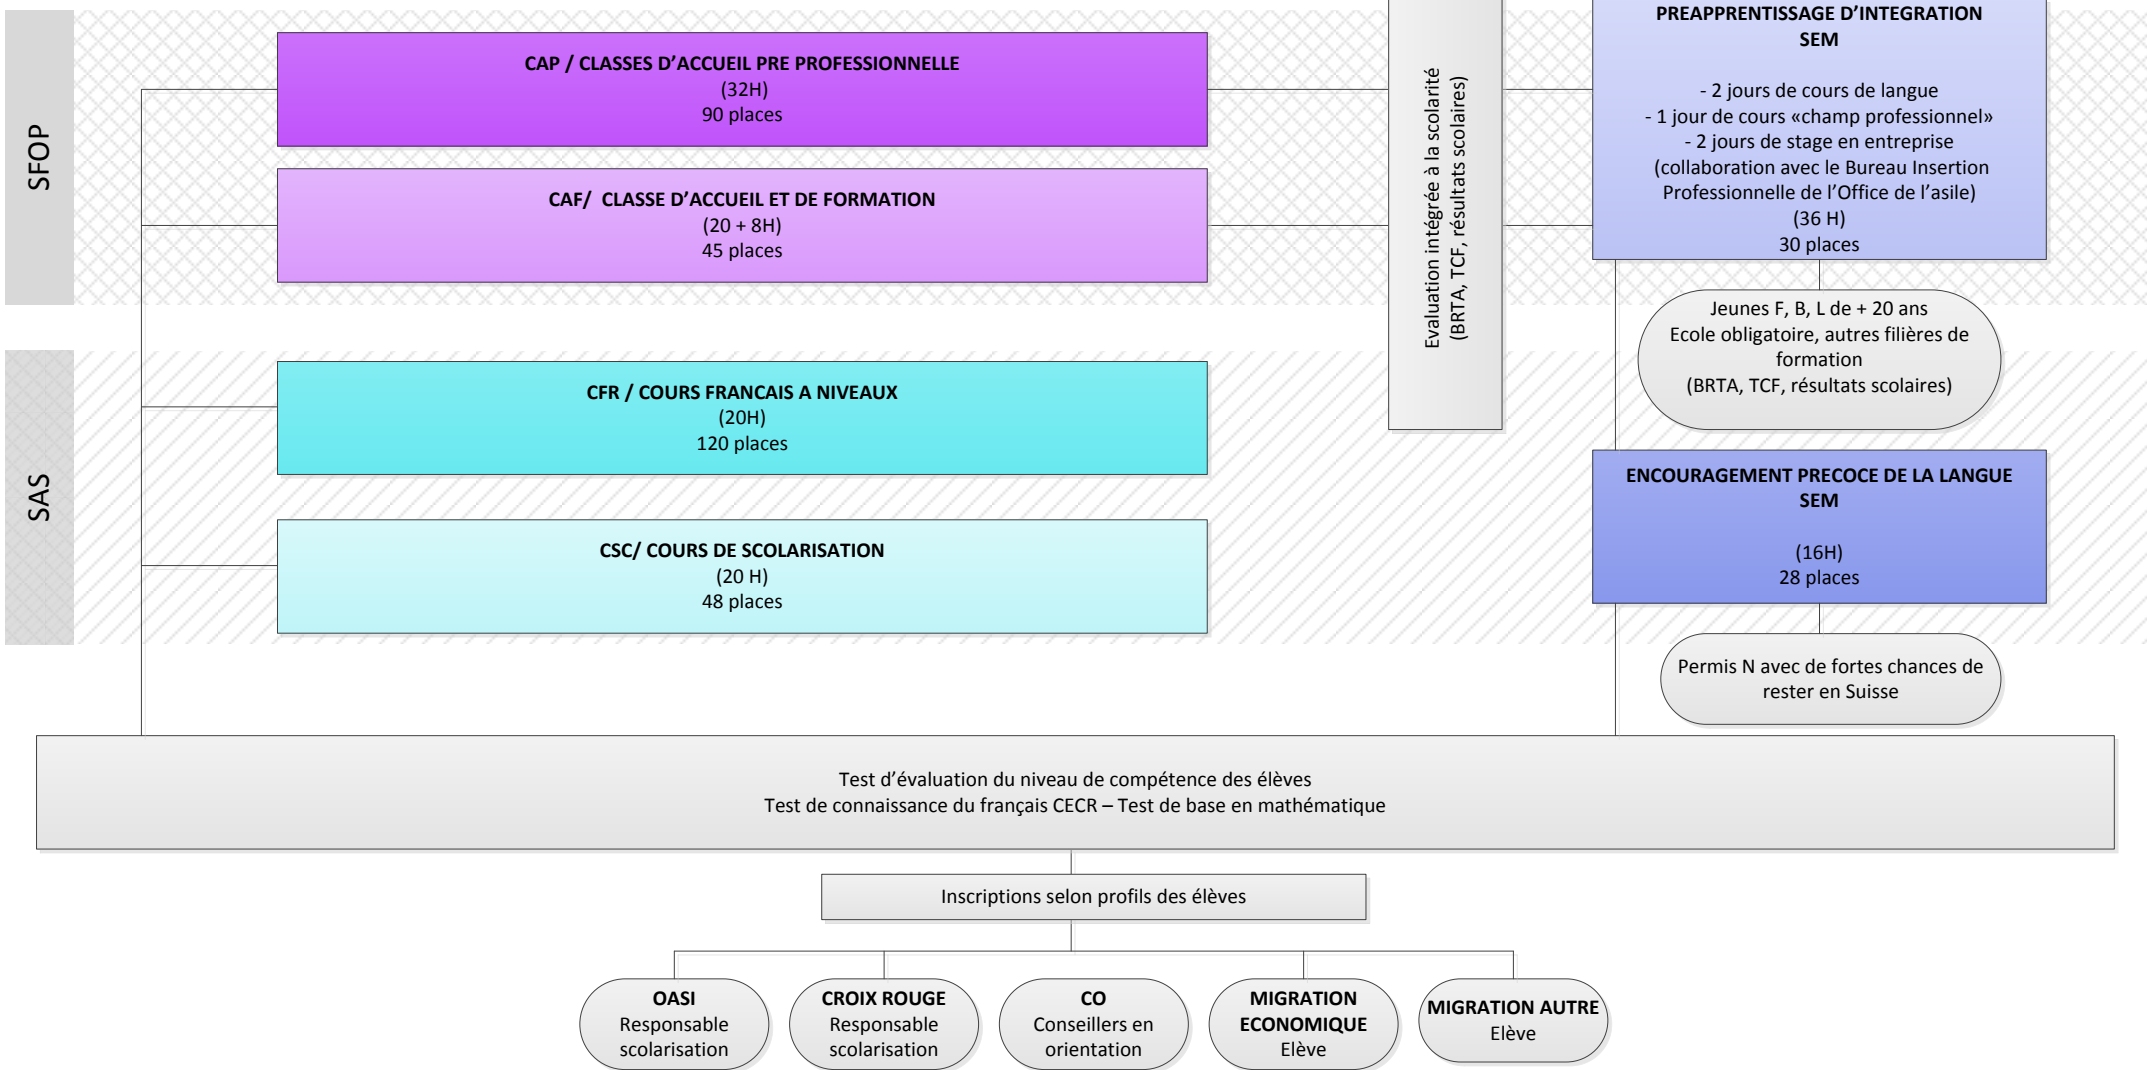 SFOP
CAP / CLASSES D’ACCUEIL PRE PROFESSIONNELLE
(32H)
90 places
CAF/  CLASSE D’ACCUEIL ET DE FORMATION
(20 + 8H)
45 places
Evaluation intégrée à la scolarité
(BRTA, TCF, résultats scolaires)
PREAPPRENTISSAGE D’INTEGRATION
SEM
- 2 jours de cours de langue
- 1 jour de cours «champ professionnel»
- 2 jours de stage en entreprise
(collaboration avec le Bureau Insertion
Professionnelle de l’Office de l’asile)
(36 H)
30 places
Jeunes F, B, L de + 20 ans
Ecole obligatoire, autres filières de
formation
(BRTA, TCF, résultats scolaires)
SAS
CFR / COURS FRANCAIS A NIVEAUX
(20H)
120 places
CSC/ COURS DE SCOLARISATION
(20 H)
48 places
ENCOURAGEMENT PRECOCE DE LA LANGUE
SEM
(16H)
28 places
Permis N avec de fortes chances de
rester en Suisse
Test d’évaluation du niveau de compétence des élèves
Test de connaissance du français CECR – Test de base en mathématique
Inscriptions selon profils des élèves
OASI
Responsable
scolarisation
CROIX ROUGE
Responsable
scolarisation
CO
Conseillers en
orientation
MIGRATION
ECONOMIQUE
Elève
MIGRATION AUTRE
Elève